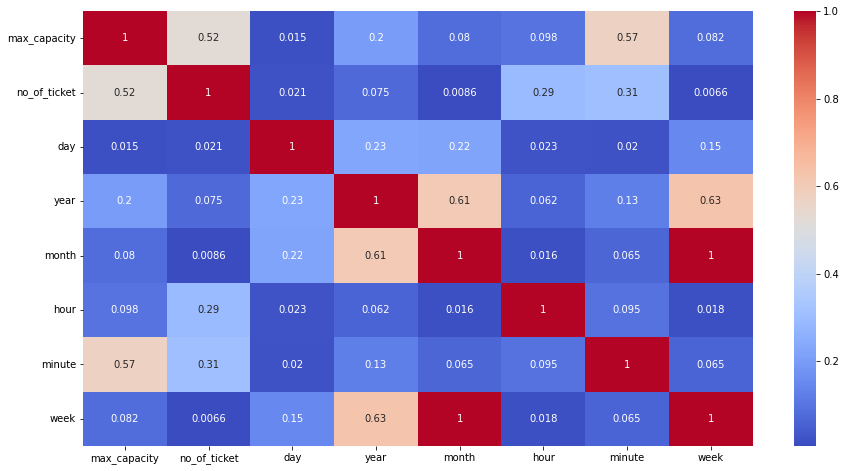 max_capacity 1 0.52 0.015 0.2 0.08 0.098 0.57 0.082
no_of_ticket 0.52 1 0.021 0.075 0.0086 0.29 0.31 0.0066
day 0.015 0.021 1 0.23 0.22 0.023 0.02 0.15
year 0.2 0.075 0.23 1 0.61 0.062 0.13 0.63
month 0.08 0.0086 0.22 0.61 1 0.016 0.065 1
hour 0.098 0.29 0.023 0.062 0.016 1 0.095 0.018
minute 0.57 0.31 0.02 0.13 0.065 0.095 1 0.065
week 0.082 0.0066 0.15 0.63 1 0.018 0.065 1
max_capacity no_of_ticket day year month hour minute week
1.0
0.8
0.6
0.4
0.2